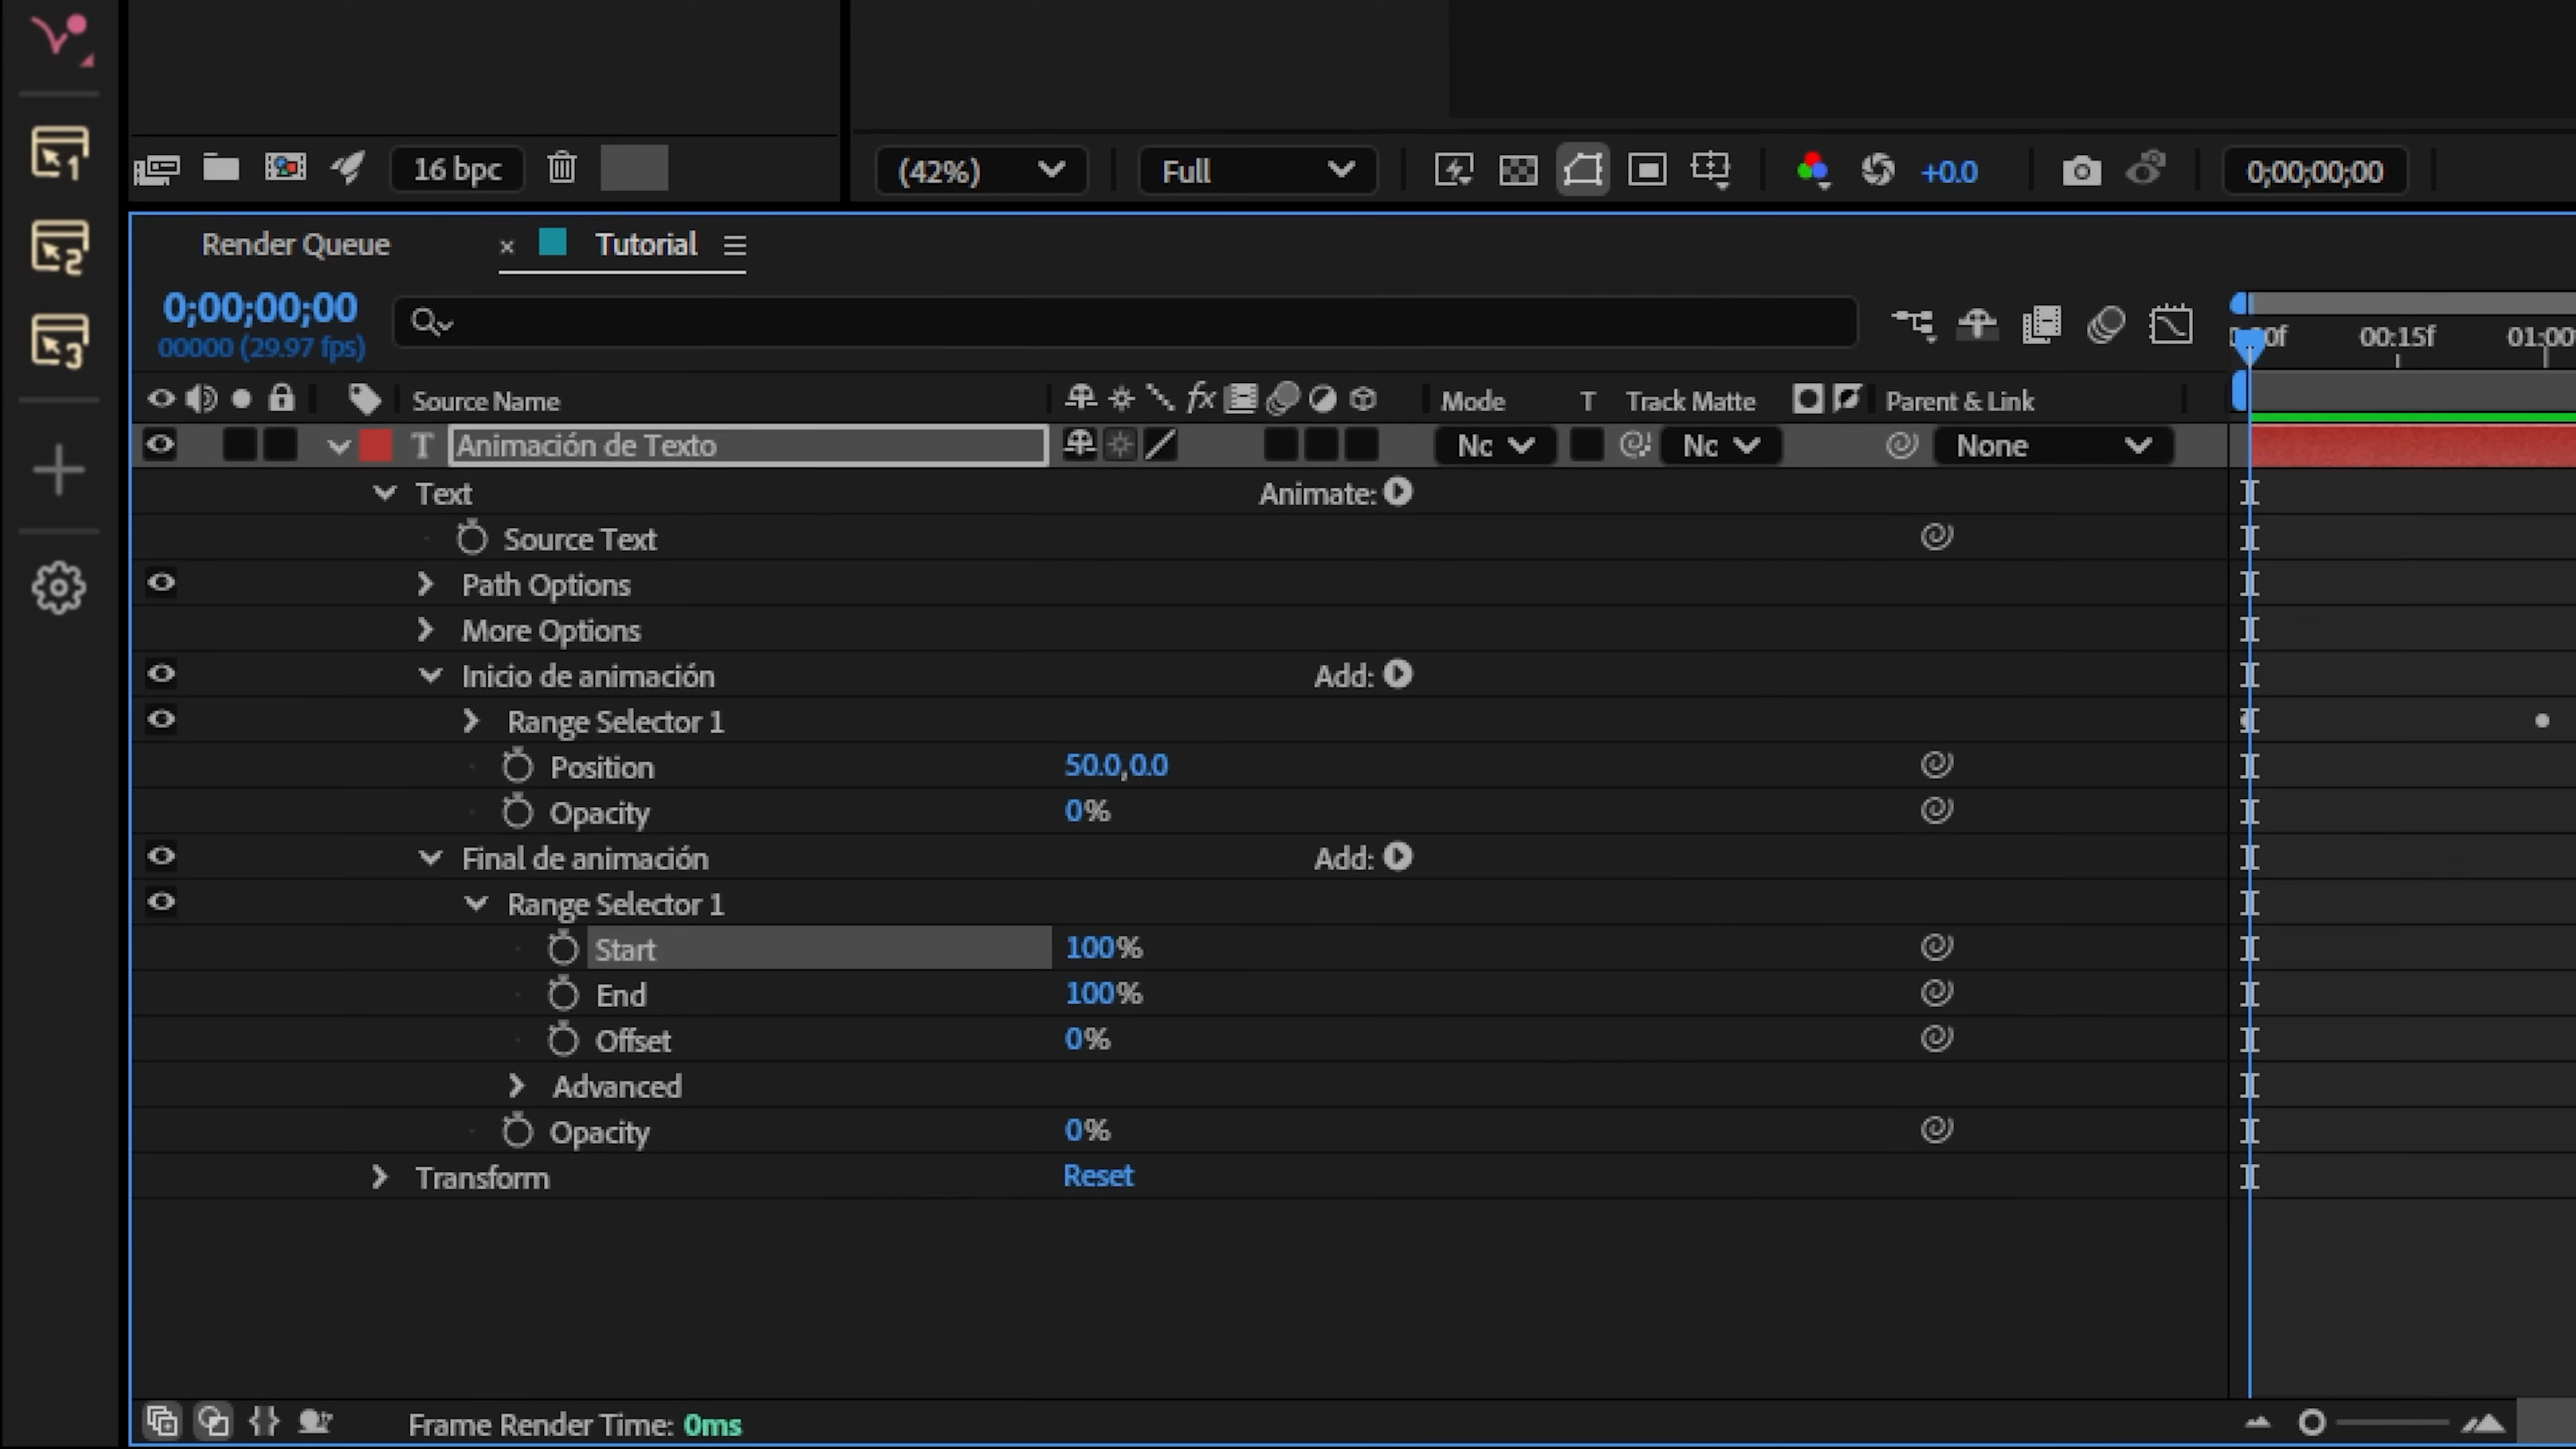 1
2
3
16 bpc
(42%)
Full
+0.0
0;00;00;00
Render Queue
× Tutorial
0;00;00;00
00000 (29.97 fps)
00:15f
Source Name
fx
Mode
T
Track Matte
Parent & Link
T Animación de Texto
None
Text
Animate:
Source Text
Path Options
More Options
Inicio de animación
Add:
Range Selector 1
Position
50.0,0.0
Opacity
0%
Final de animación
Add:
Range Selector 1
Start
100%
End
100%
Offset
0%
Advanced
Opacity
0%
Transform
Reset
Frame Render Time: 0ms